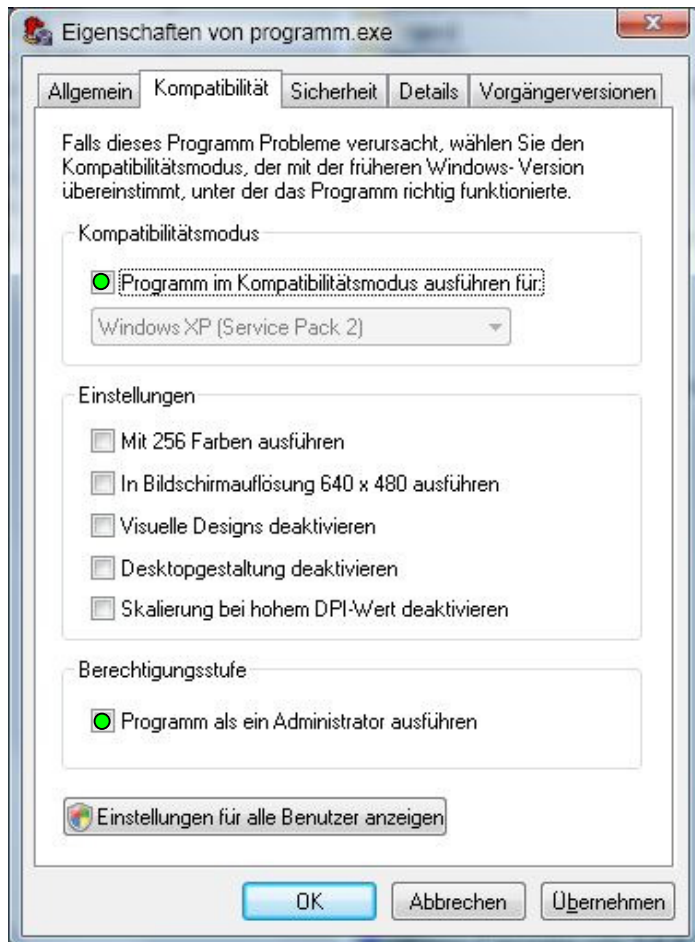 Eigenschaften von programm.exe
Allgemein Kompatibilität Sicherheit Details Vorgängerversionen
Falls dieses Programm Probleme verursacht, wählen Sie den
Kompatibilitätsmodus, der mit der früheren Windows- Version
übereinstimmt, unter der das Programm richtig funktionierte.
Kompatibilitätsmodus
Programm im Kompatibilitätsmodus ausführen für:
Windows XP (Service Pack 2)
Einstellungen
Mit 256 Farben ausführen
In Bildschirmauflösung 640 x 480 ausführen
Visuelle Designs deaktivieren
Desktopgestaltung deaktivieren
Skalierung bei hohem DPI-Wert deaktivieren
Berechtigungsstufe
Programm als ein Administrator ausführen
Einstellungen für alle Benutzer anzeigen
OK Abbrechen Übernehmen